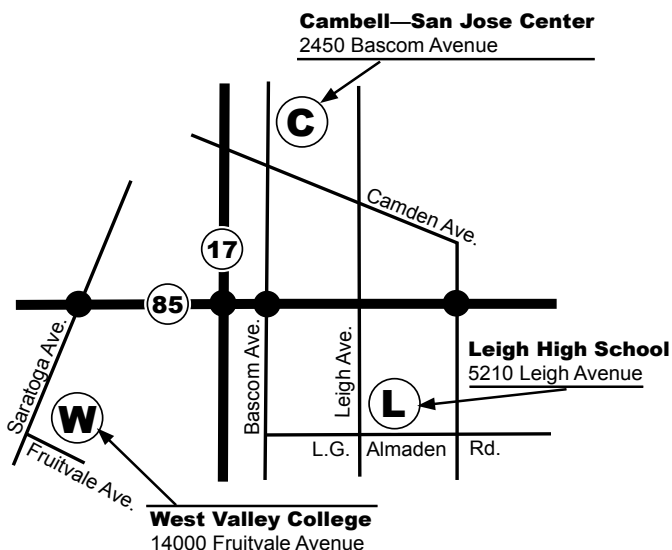 Cambell—San Jose Center
2450 Bascom Avenue
C
Camden Ave.
17
85
Saratoga Ave.
Bascom Ave.
Leigh Ave.
Leigh High School
5210 Leigh Avenue
W
L
Fruitvale Ave.
L.G. Almaden Rd.
West Valley College
14000 Fruitvale Avenue